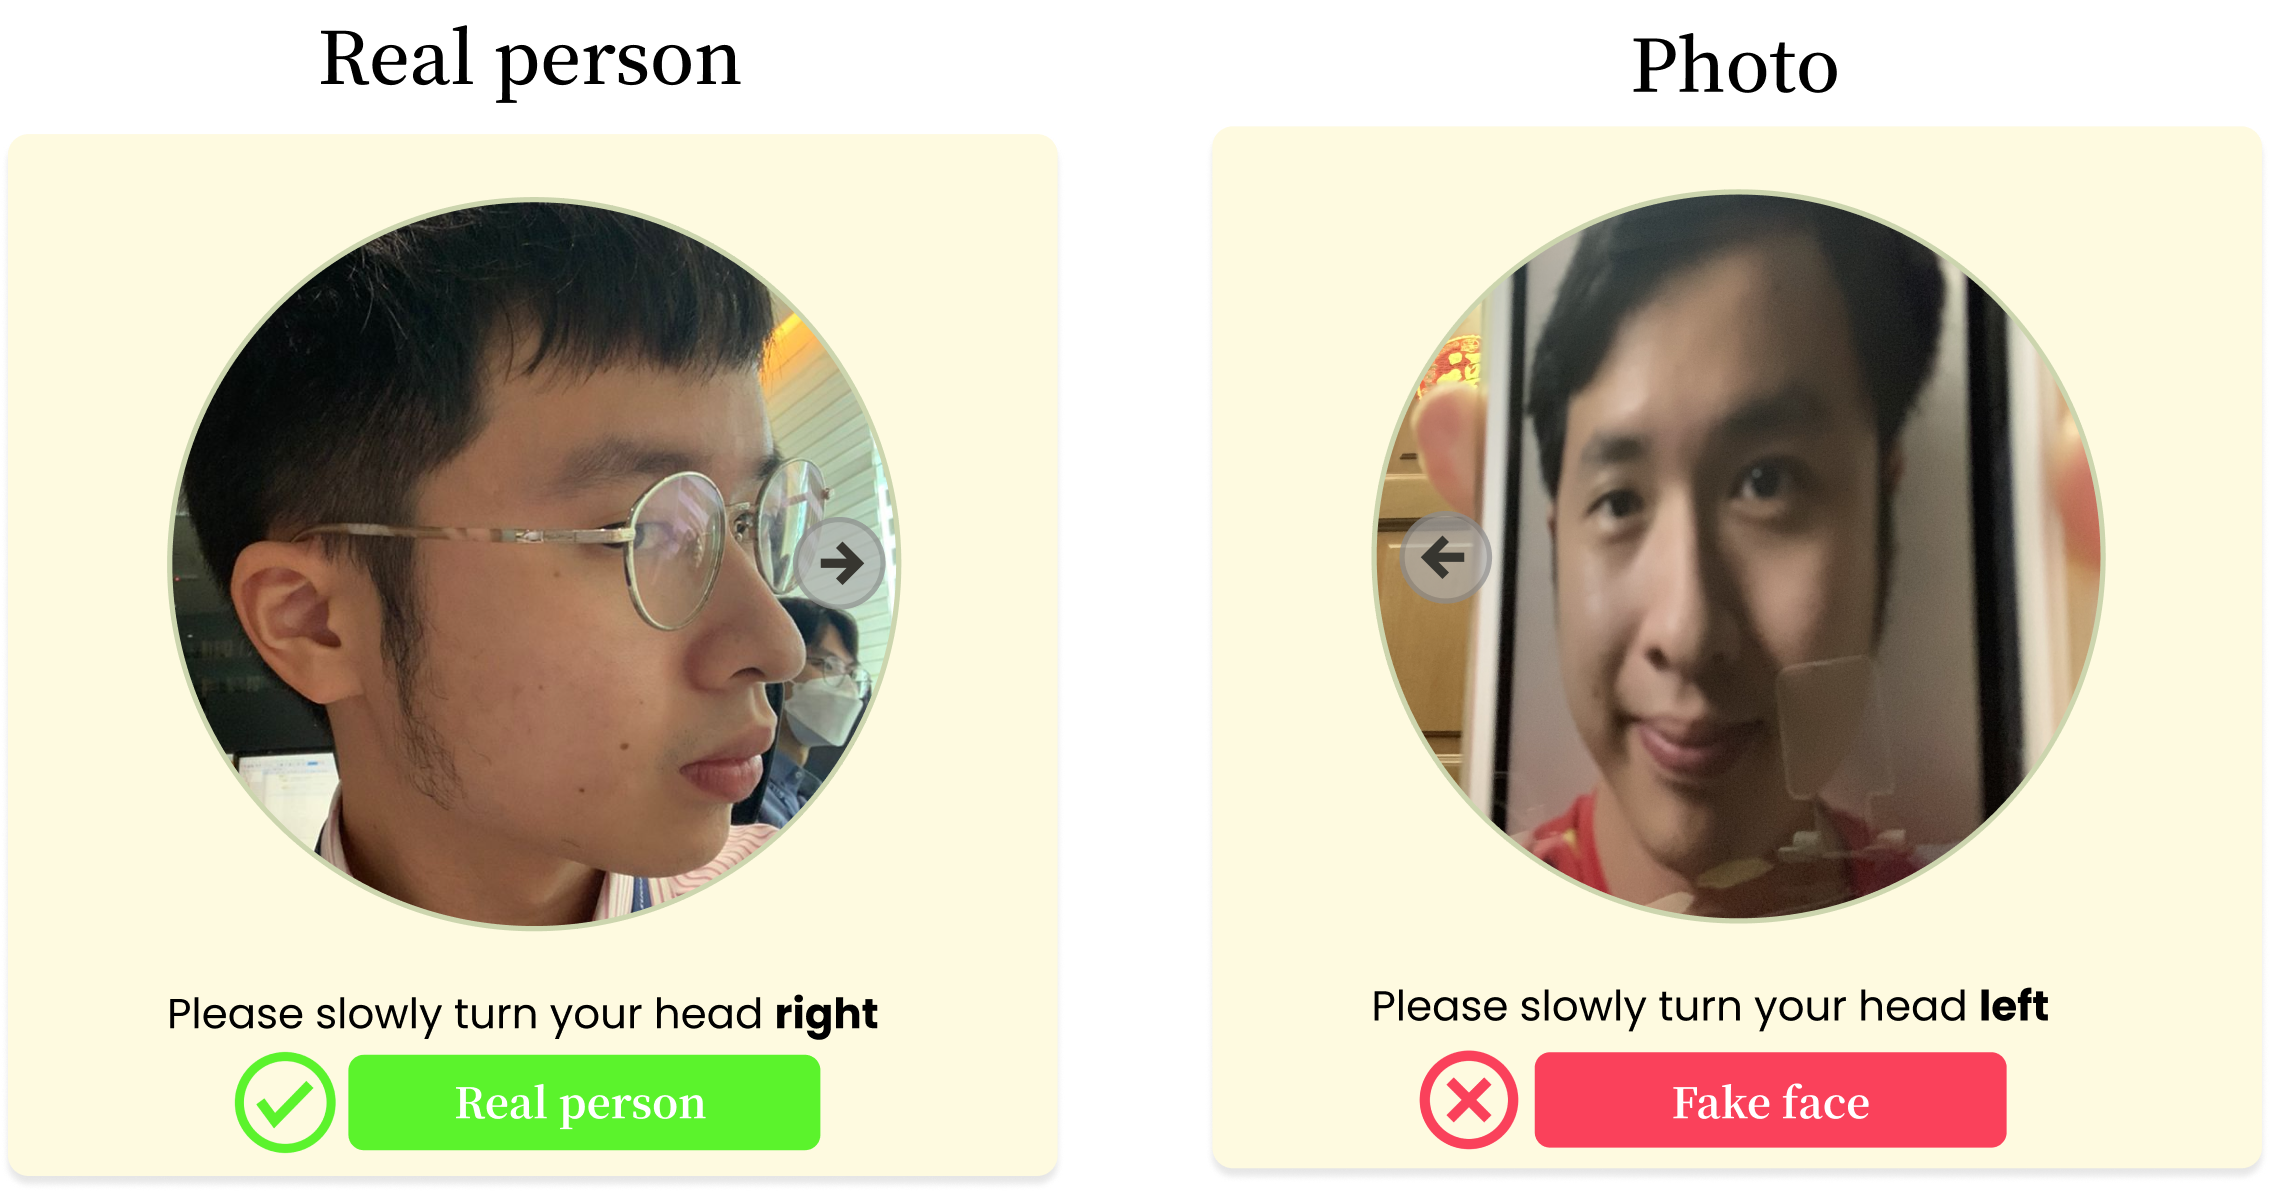 Real person
Please slowly turn your head right
Real person
Photo
Please slowly turn your head left
Fake face